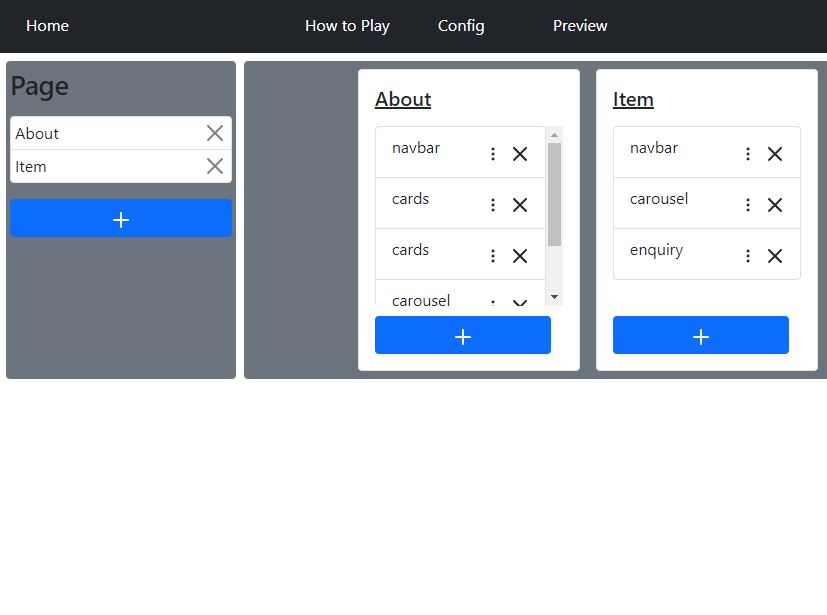 Home How to Play Config Preview
Page
About
Item
About
navbar
cards
cards
carousel
Item
navbar
carousel
enquiry